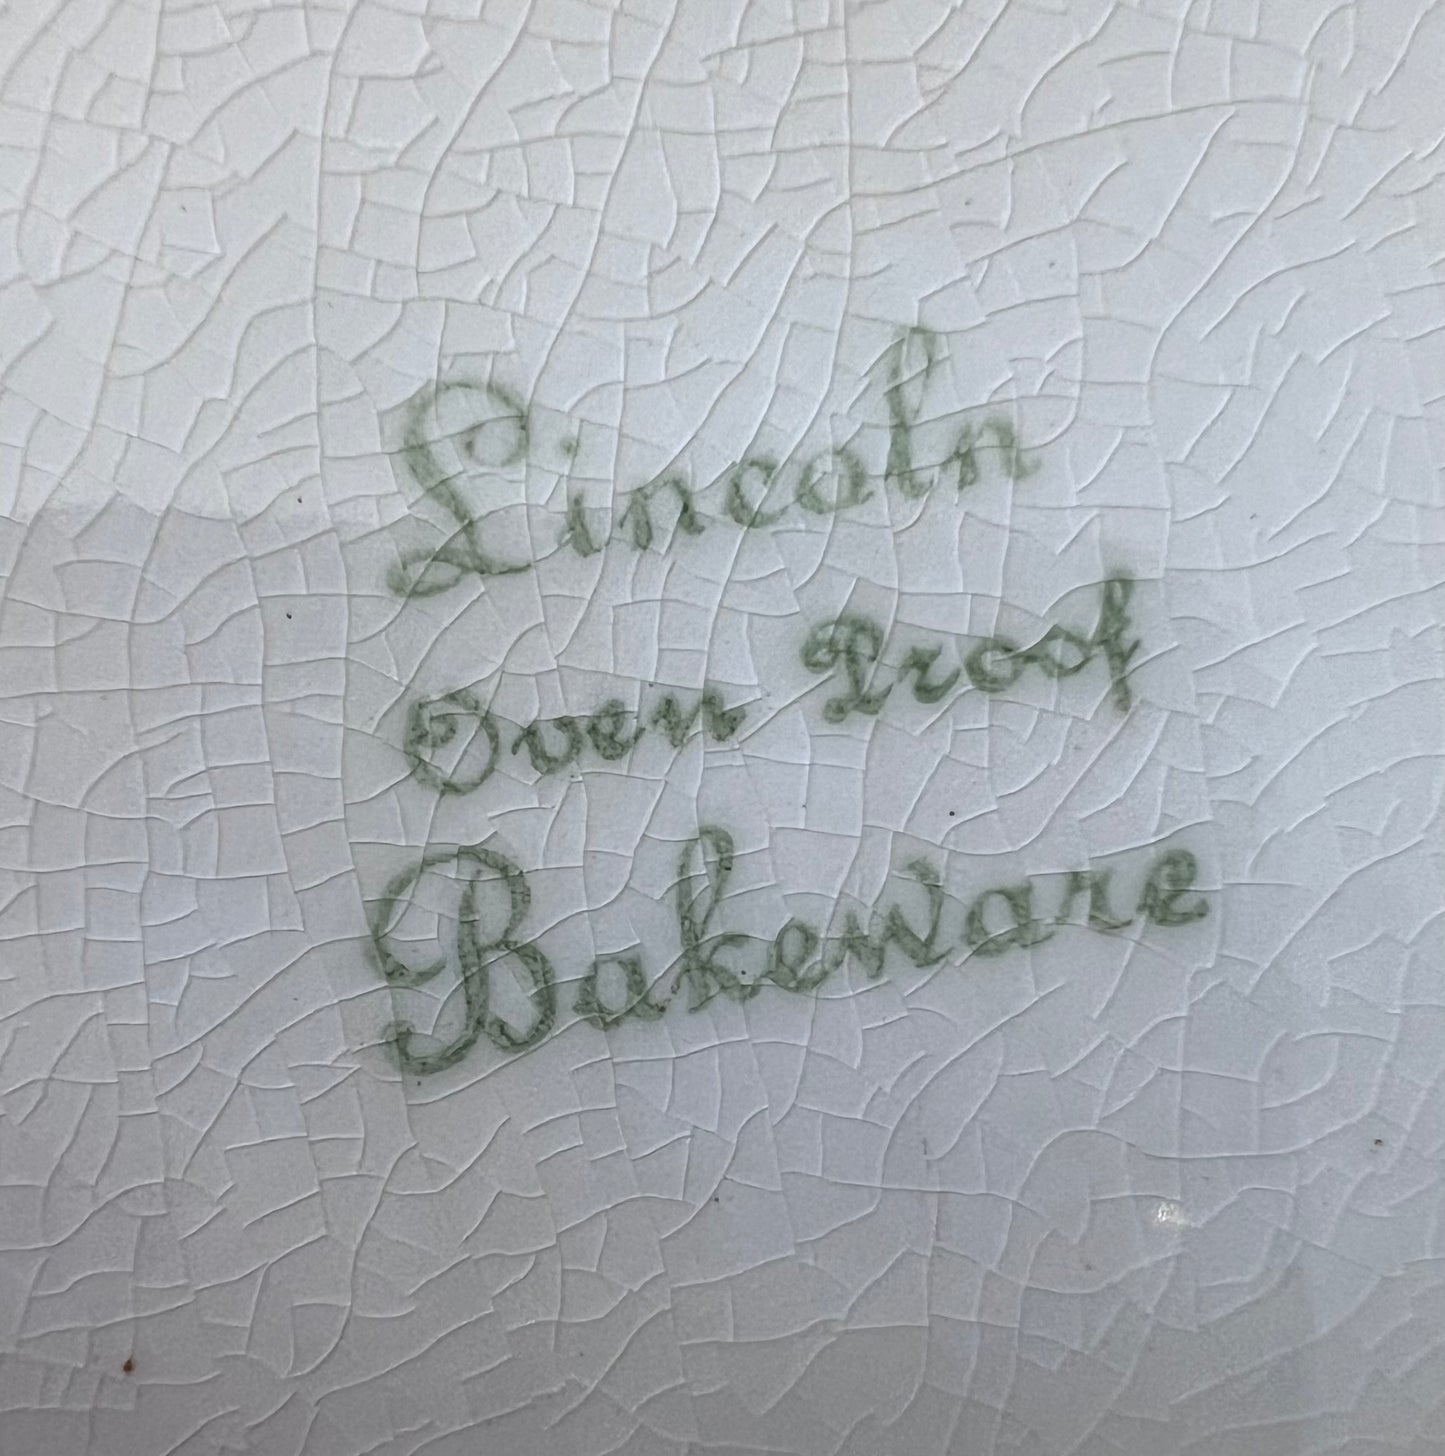 Lincoln
Oven Proof
Bakeware